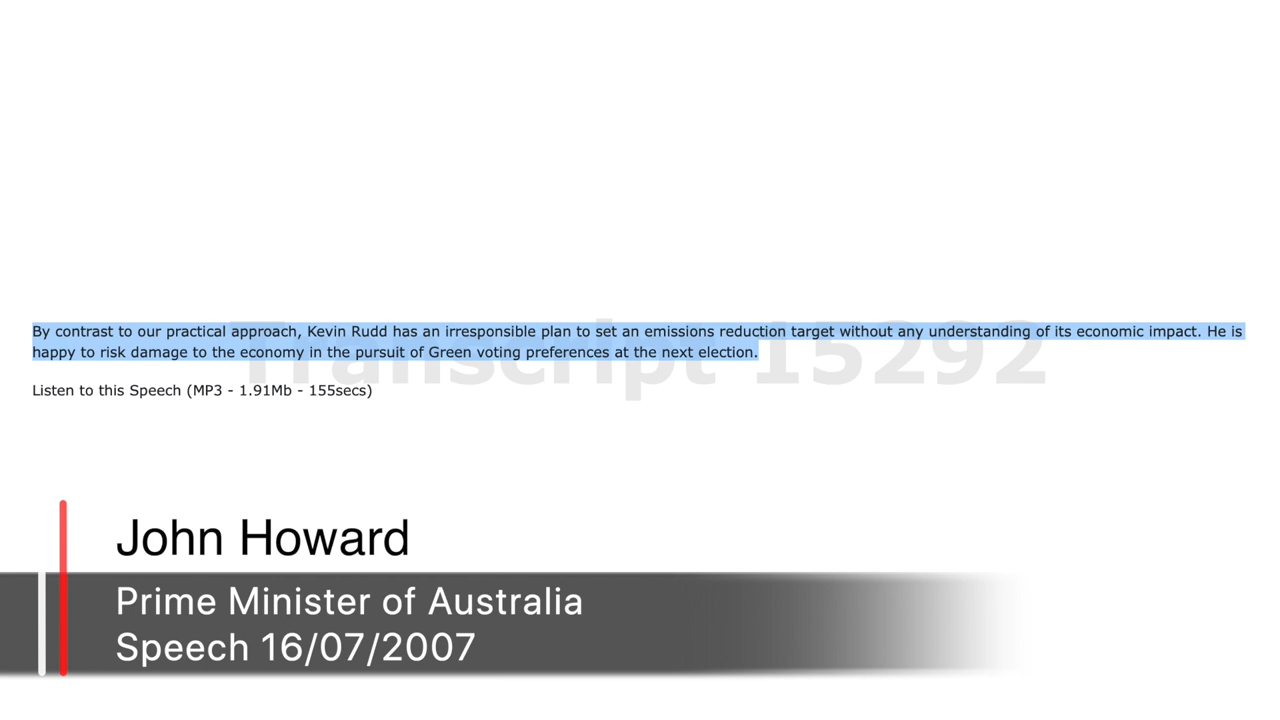 By contrast to our practical approach, Kevin Rudd has an irresponsible plan to set an emissions reduction target without any understanding of its economic impact. He is
happy to risk damage to the economy in the pursuit of Green voting preferences at the next election.
Transcript 15292
Listen to this Speech (MP3 - 1.91Mb - 155secs)
John Howard
Prime Minister of Australia
Speech 16/07/2007